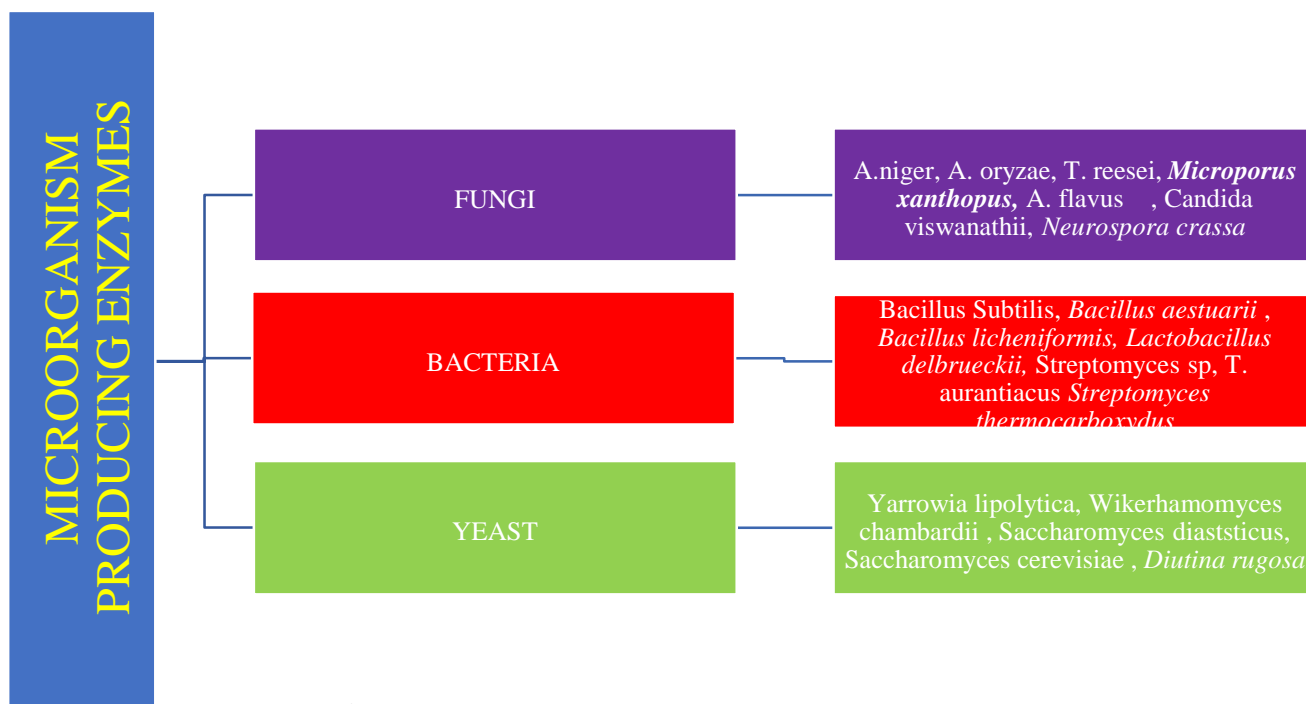 MICROORGANISM
PRODUCING ENZYMES
FUNGI
A.niger, A. oryzae, T. reesei, Microporus
xanthopus, A. flavus , Candida
viswanathii, Neurospora crassa
BACTERIA
Bacillus Subtilis, Bacillus aestuarii ,
Bacillus licheniformis, Lactobacillus
delbrueckii, Streptomyces sp, T.
aurantiacus Streptomyces
thermocarboxydus
YEAST
Yarrowia lipolytica, Wikerhamomyces
chambardii , Saccharomyces diaststicus,
Saccharomyces cerevisiae , Diutina rugosa